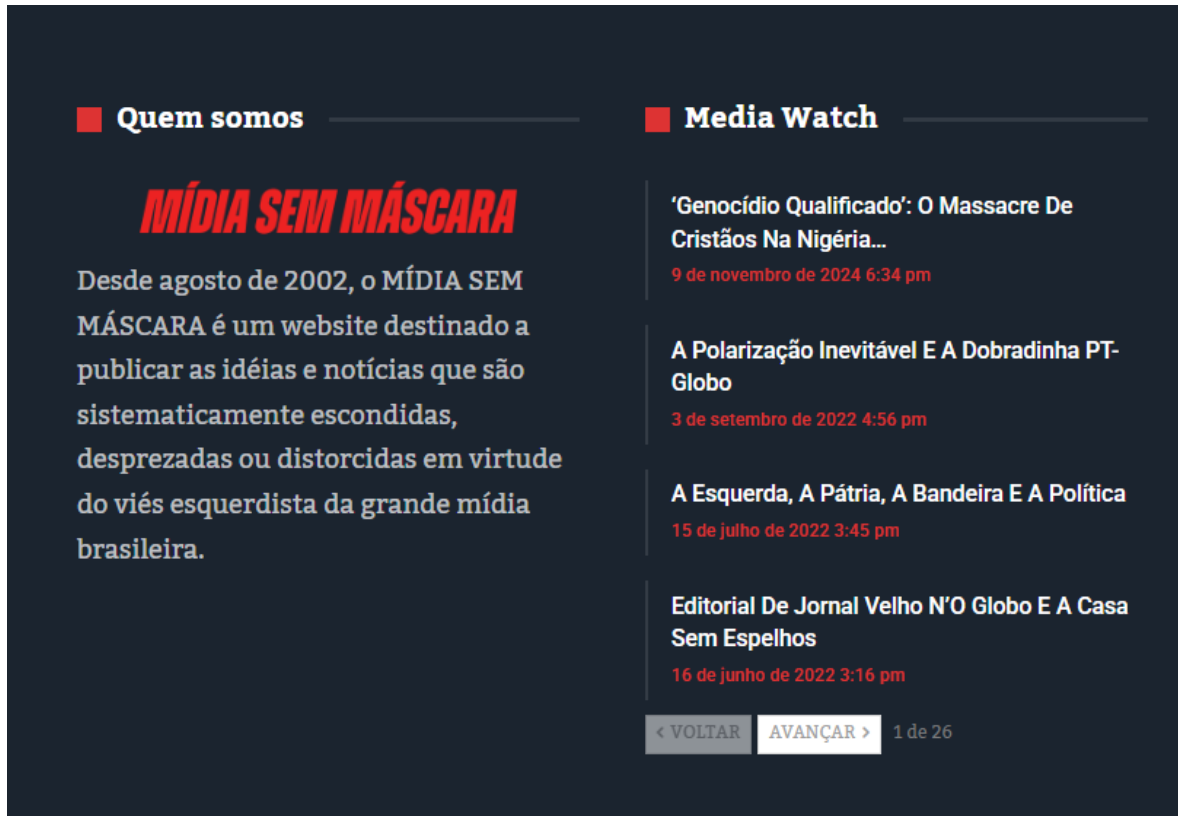 Quem somos
MÍDIA SEM MÁSCARA
Desde agosto de 2002, o MÍDIA SEM
MÁSCARA é um website destinado a
publicar as idéias e notícias que são
sistematicamente escondidas,
desprezadas ou distorcidas em virtude
do viés esquerdista da grande mídia
brasileira.
Media Watch
‘Genocídio Qualificado’: O Massacre De
Cristãos Na Nigéria…
9 de novembro de 2024 6:34 pm
A Polarização Inevitável E A Dobradinha PT-
Globo
3 de setembro de 2022 4:56 pm
A Esquerda, A Pátria, A Bandeira E A Política
15 de julho de 2022 3:45 pm
Editorial De Jornal Velho N’O Globo E A Casa
Sem Espelhos
16 de junho de 2022 3:16 pm
‹ VOLTAR AVANÇAR › 1 de 26